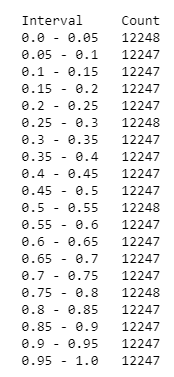 Interval Count
0.0 - 0.05 12248
0.05 - 0.1 12247
0.1 - 0.15 12247
0.15 - 0.2 12247
0.2 - 0.25 12247
0.25 - 0.3 12248
0.3 - 0.35 12247
0.35 - 0.4 12247
0.4 - 0.45 12247
0.45 - 0.5 12247
0.5 - 0.55 12248
0.55 - 0.6 12247
0.6 - 0.65 12247
0.65 - 0.7 12247
0.7 - 0.75 12247
0.75 - 0.8 12248
0.8 - 0.85 12247
0.85 - 0.9 12247
0.9 - 0.95 12247
0.95 - 1.0 12247